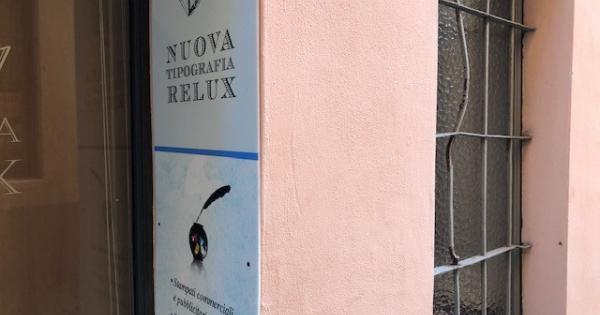 NUOVA
TIPOGRAFIA
RELUX
• Stampati commerciali